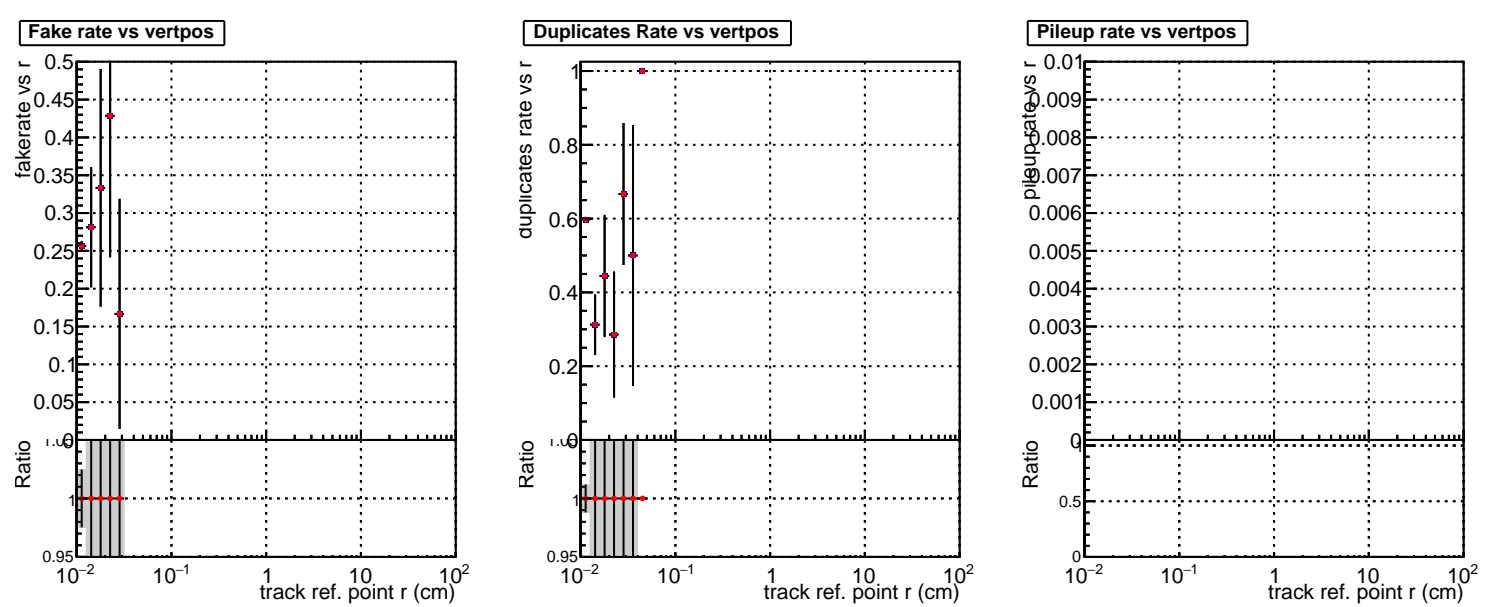 Fake rate vs vertpos
fakerate vs r
0.5
0.45
0.4
0.35
0.3
0.25
0.2
0.15
0.1
0.05
0
Ratio
1
0.95
10⁻² 10⁻¹ 1 10 10²
track ref. point r (cm)
Duplicates Rate vs vertpos
duplicates rate vs r
1
0.8
0.6
0.4
0.2
0
Ratio
1
0.95
10⁻² 10⁻¹ 1 10 10²
track ref. point r (cm)
Pileup rate vs vertpos
pileup rate vs r
0.01
0.009
0.008
0.007
0.006
0.005
0.004
0.003
0.002
0.001
0
Ratio
1
0.5
0
10⁻² 10⁻¹ 1 10 10²
track ref. point r (cm)